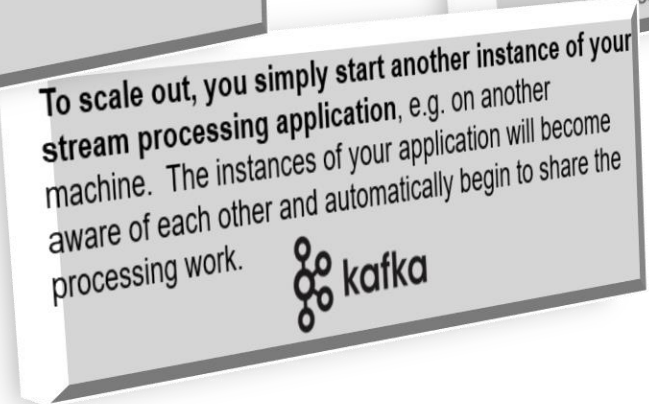 To scale out, you simply start another instance of your
stream processing application, e.g. on another
machine.  The instances of your application will become
aware of each other and automatically begin to share the
processing work.
kafka